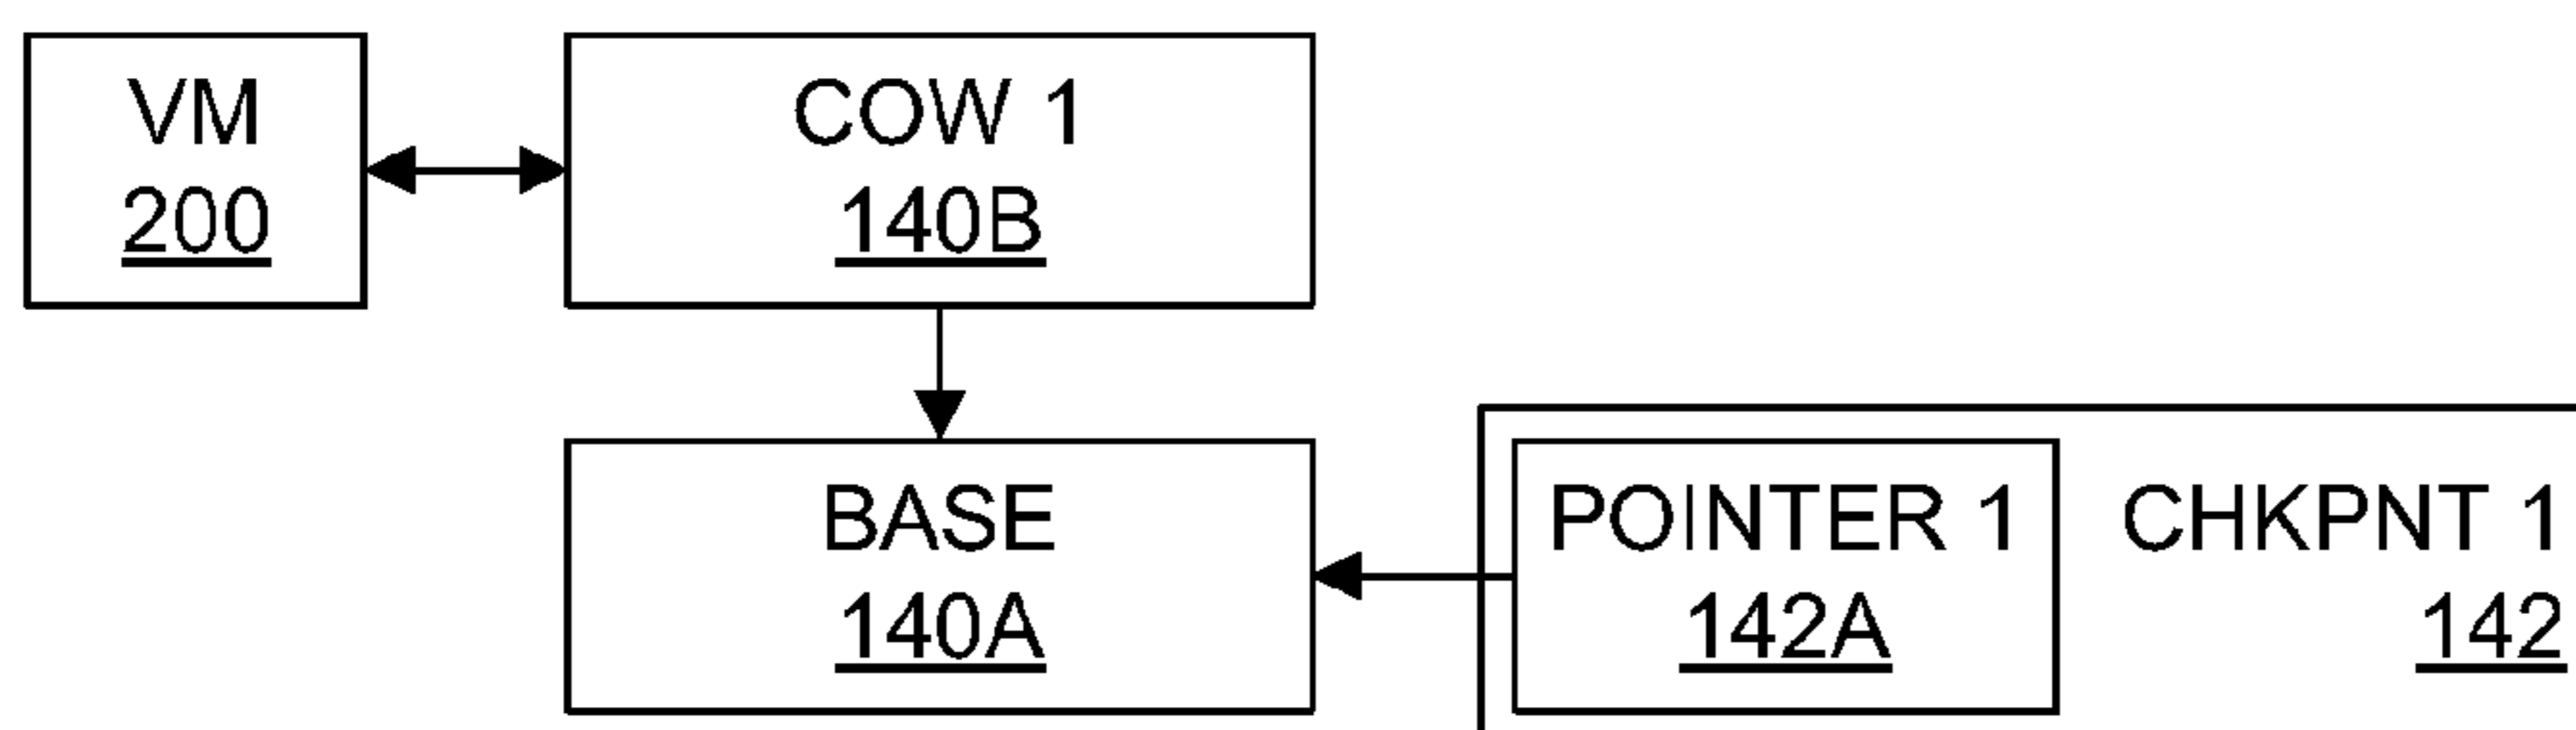 VM
200
COW 1
140B
BASE
140A
POINTER 1
142A
CHKPNT 1
142